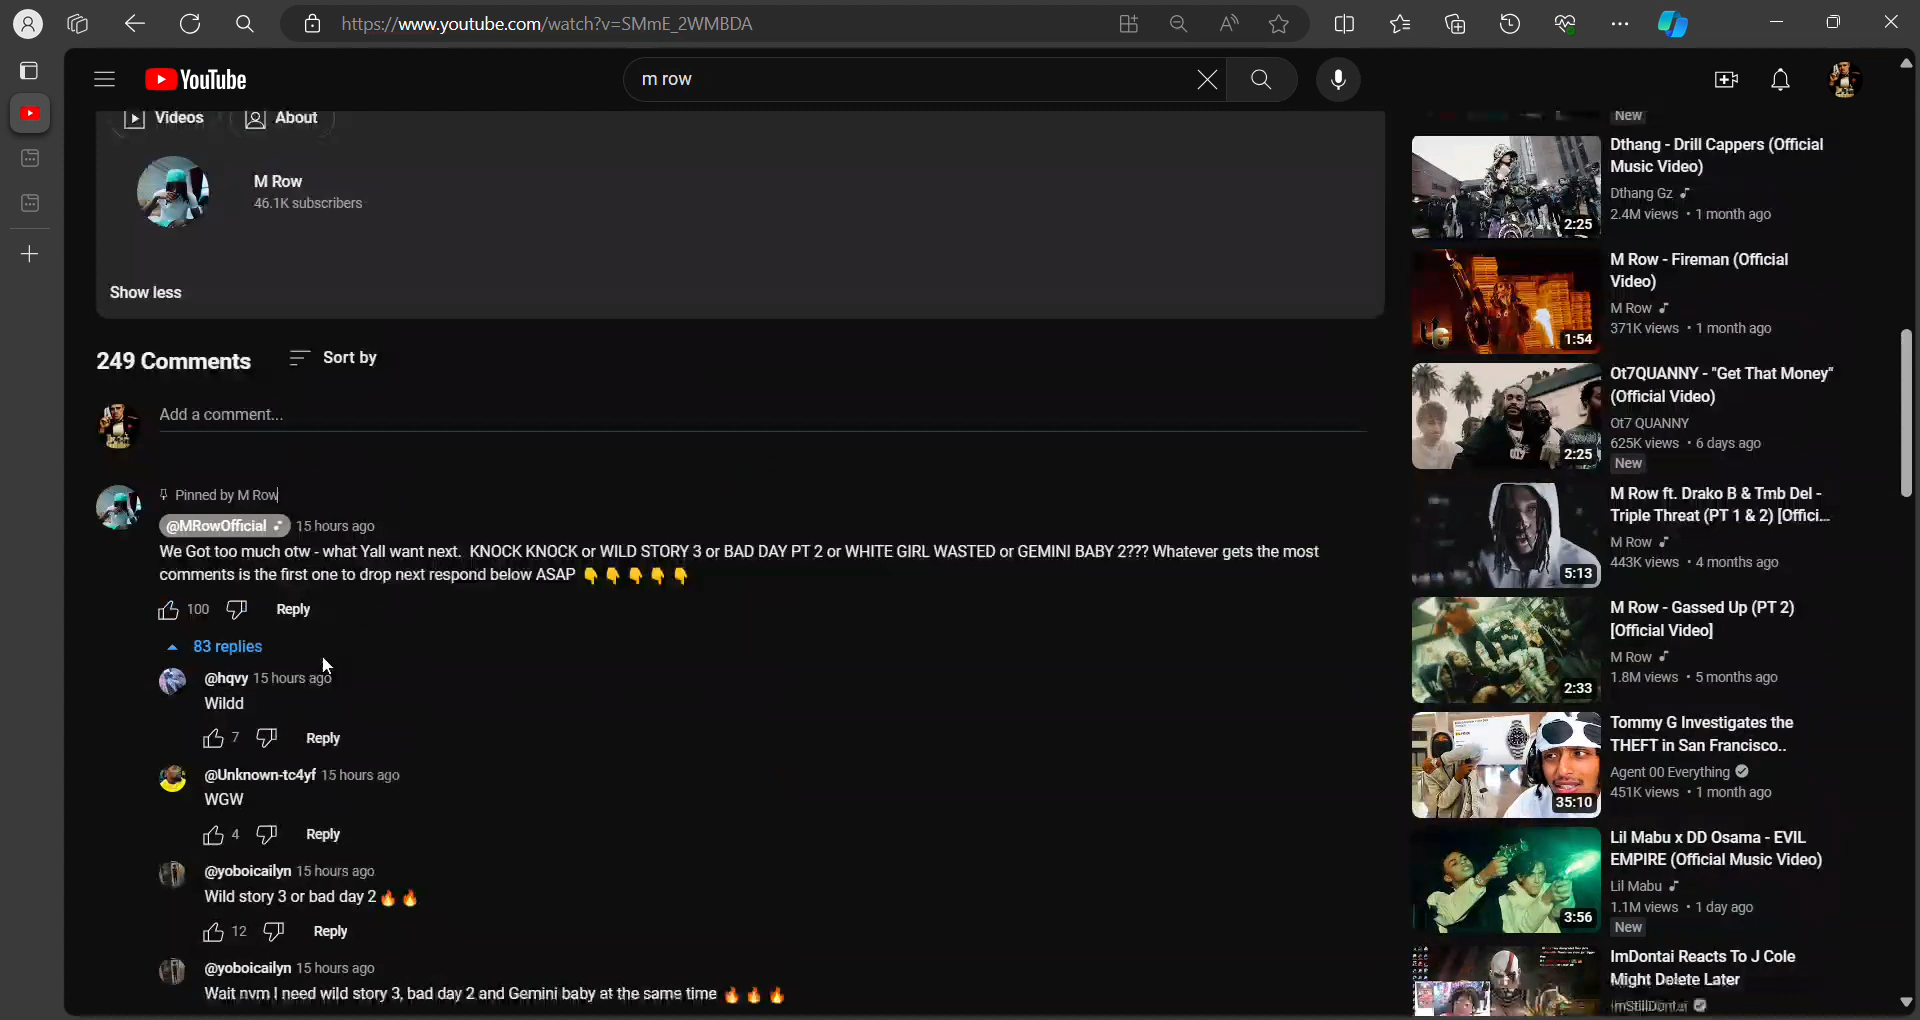 https://www.youtube.com/watch?v=SMmE_2WMBDA
YouTube
m row
Videos
About
M Row
46.1K subscribers
Show less
249 Comments
Sort by
Add a comment...
Pinned by M Row
@MRowOfficial
15 hours ago
We Got too much otw - what Yall want next. KNOCK KNOCK or WILD STORY 3 or BAD DAY PT 2 or WHITE GIRL WASTED or GEMINI BABY 2??? Whatever gets the most
comments is the first one to drop next respond below ASAP 👇👇👇👇👇
100
Reply
83 replies
@hqvy 15 hours ago
Wildd
7
Reply
@Unknown-tc4yf 15 hours ago
WGW
4
Reply
@yoboicailyn 15 hours ago
Wild story 3 or bad day 2🔥🔥
12
Reply
@yoboicailyn 15 hours ago
Wait nvm I need wild story 3, bad day 2 and Gemini baby at the same time 🔥🔥🔥
New
2:25
Dthang - Drill Cappers (Official
Music Video)
Dthang Gz
2.4M views • 1 month ago
1:54
M Row - Fireman (Official
Video)
M Row
371K views • 1 month ago
2:25
Ot7QUANNY - "Get That Money"
(Official Video)
Ot7 QUANNY
625K views • 6 days ago
New
5:13
M Row ft. Drako B & Tmb Del -
Triple Threat (PT 1 & 2) [Offici...
M Row
443K views • 4 months ago
2:33
M Row - Gassed Up (PT 2)
[Official Video]
M Row
1.8M views • 5 months ago
35:10
Tommy G Investigates the
THEFT in San Francisco..
Agent 00 Everything
451K views • 1 month ago
3:56
Lil Mabu x DD Osama - EVIL
EMPIRE (Official Music Video)
Lil Mabu
1.1M views • 1 day ago
New
ImDontai Reacts To J Cole
Might Delete Later
ImStillDontai